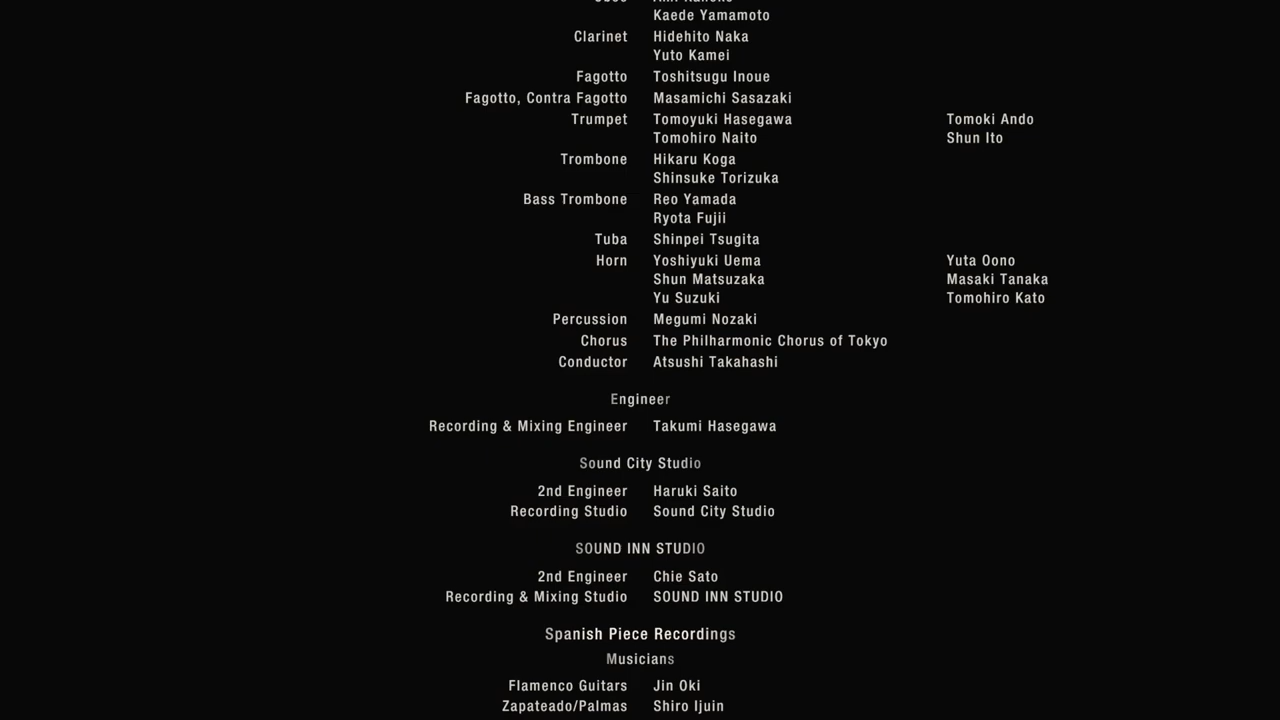 Kaede Yamamoto
Clarinet Hidehito Naka
Yuto Kamei
Fagotto Toshitsugu Inoue
Fagotto, Contra Fagotto Masamichi Sasazaki
Trumpet Tomoyuki Hasegawa Tomoki Ando
Tomohiro Naito Shun Ito
Trombone Hikaru Koga
Shinsuke Torizuka
Bass Trombone Reo Yamada
Ryota Fujii
Tuba Shinpei Tsugita
Horn Yoshiyuki Uema Yuta Oono
Shun Matsuzaka Masaki Tanaka
Yu Suzuki Tomohiro Kato
Percussion Megumi Nozaki
Chorus The Philharmonic Chorus of Tokyo
Conductor Atsushi Takahashi
Engineer
Recording & Mixing Engineer Takumi Hasegawa
Sound City Studio
2nd Engineer Haruki Saito
Recording Studio Sound City Studio
SOUND INN STUDIO
2nd Engineer Chie Sato
Recording & Mixing Studio SOUND INN STUDIO
Spanish Piece Recordings
Musicians
Flamenco Guitars Jin Oki
Zapateado/Palmas Shiro Ijuin